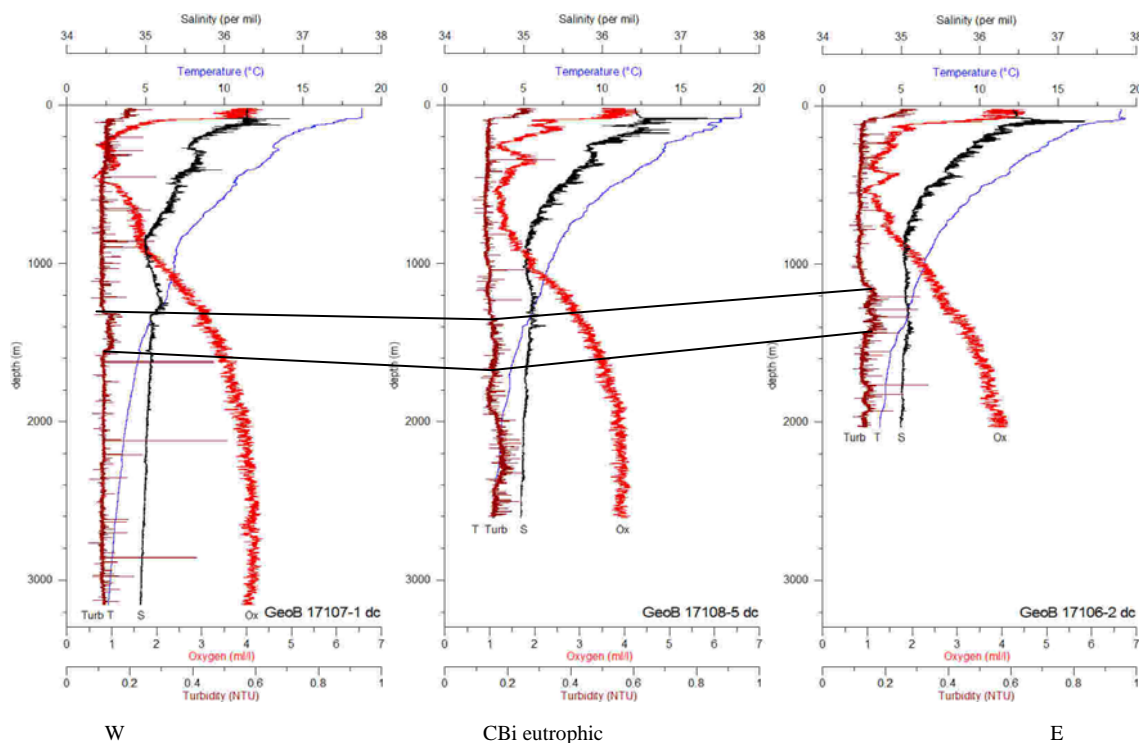 Salinity (per mil) Salinity (per mil) Salinity (per mil)
34 35 36 37 38 34 35 36 37 38 34 35 36 37 38
Temperature (°C) Temperature (°C) Temperature (°C)
0 5 10 15 20 0 5 10 15 20 0 5 10 15 20
0 0 0
1000 1000 1000
depth (m) depth (m) depth (m)
2000 2000 2000
Turb T S Ox
T Turb S Ox
3000 3000 3000
Turb T S Ox
GeoB 17107-1 dc GeoB 17108-5 dc GeoB 17106-2 dc
0 1 2 3 4 5 6 7 0 1 2 3 4 5 6 7 0 1 2 3 4 5 6 7
Oxygen (ml/l) Oxygen (ml/l) Oxygen (ml/l)
0 0.2 0.4 0.6 0.8 1 0 0.2 0.4 0.6 0.8 1 0 0.2 0.4 0.6 0.8 1
Turbidity (NTU) Turbidity (NTU) Turbidity (NTU)
W CBi eutrophic E